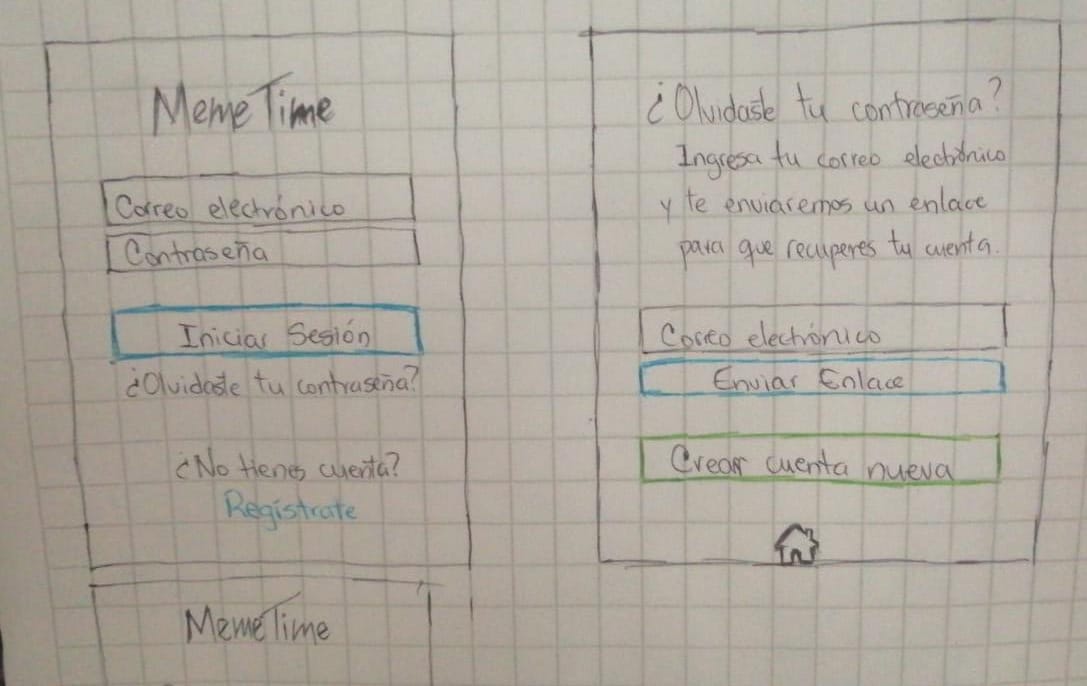 MemeTime
Correo electrónico
Contraseña
Iniciar Sesión
¿Olvidaste tu contraseña?
¿No tienes cuenta?
Regístrate
MemeTime
¿Olvidaste tu contraseña?
Ingresa tu correo electrónico
y te enviaremos un enlace
para que recuperes tu cuenta.
Correo electrónico
Enviar Enlace
Crear cuenta nueva